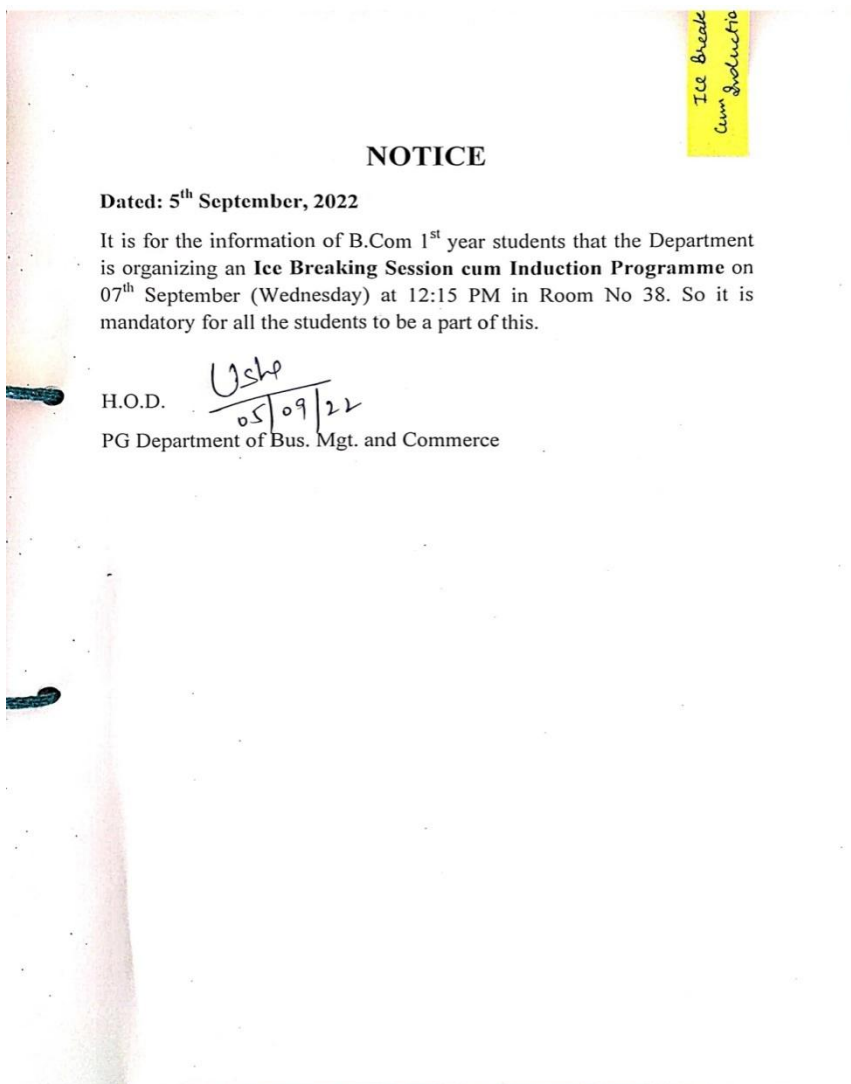 Ice Break
Cum Inductio
NOTICE
Dated: 5th September, 2022
It is for the information of B.Com 1st year students that the Department
is organizing an Ice Breaking Session cum Induction Programme on
07th September (Wednesday) at 12:15 PM in Room No 38. So it is
mandatory for all the students to be a part of this.
H.O.D.
05/09/22
PG Department of Bus. Mgt. and Commerce